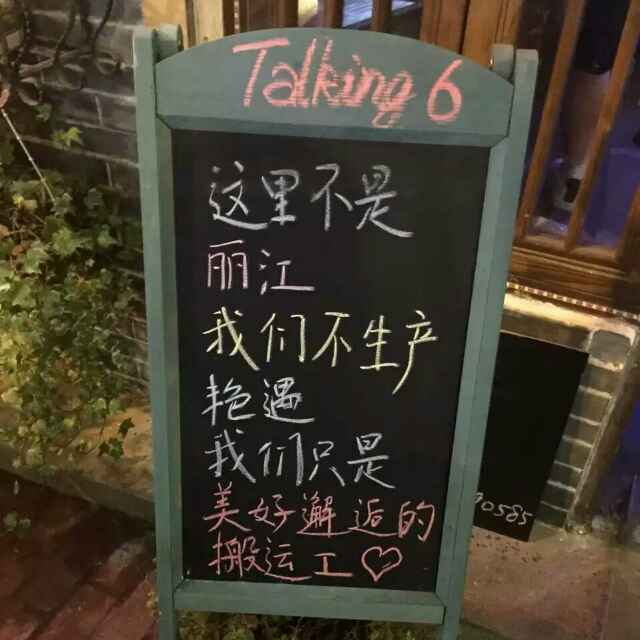 Talking 6
这里不是
丽江
我们不生产
艳遇
我们只是
美好邂逅的
搬运工♡
70585